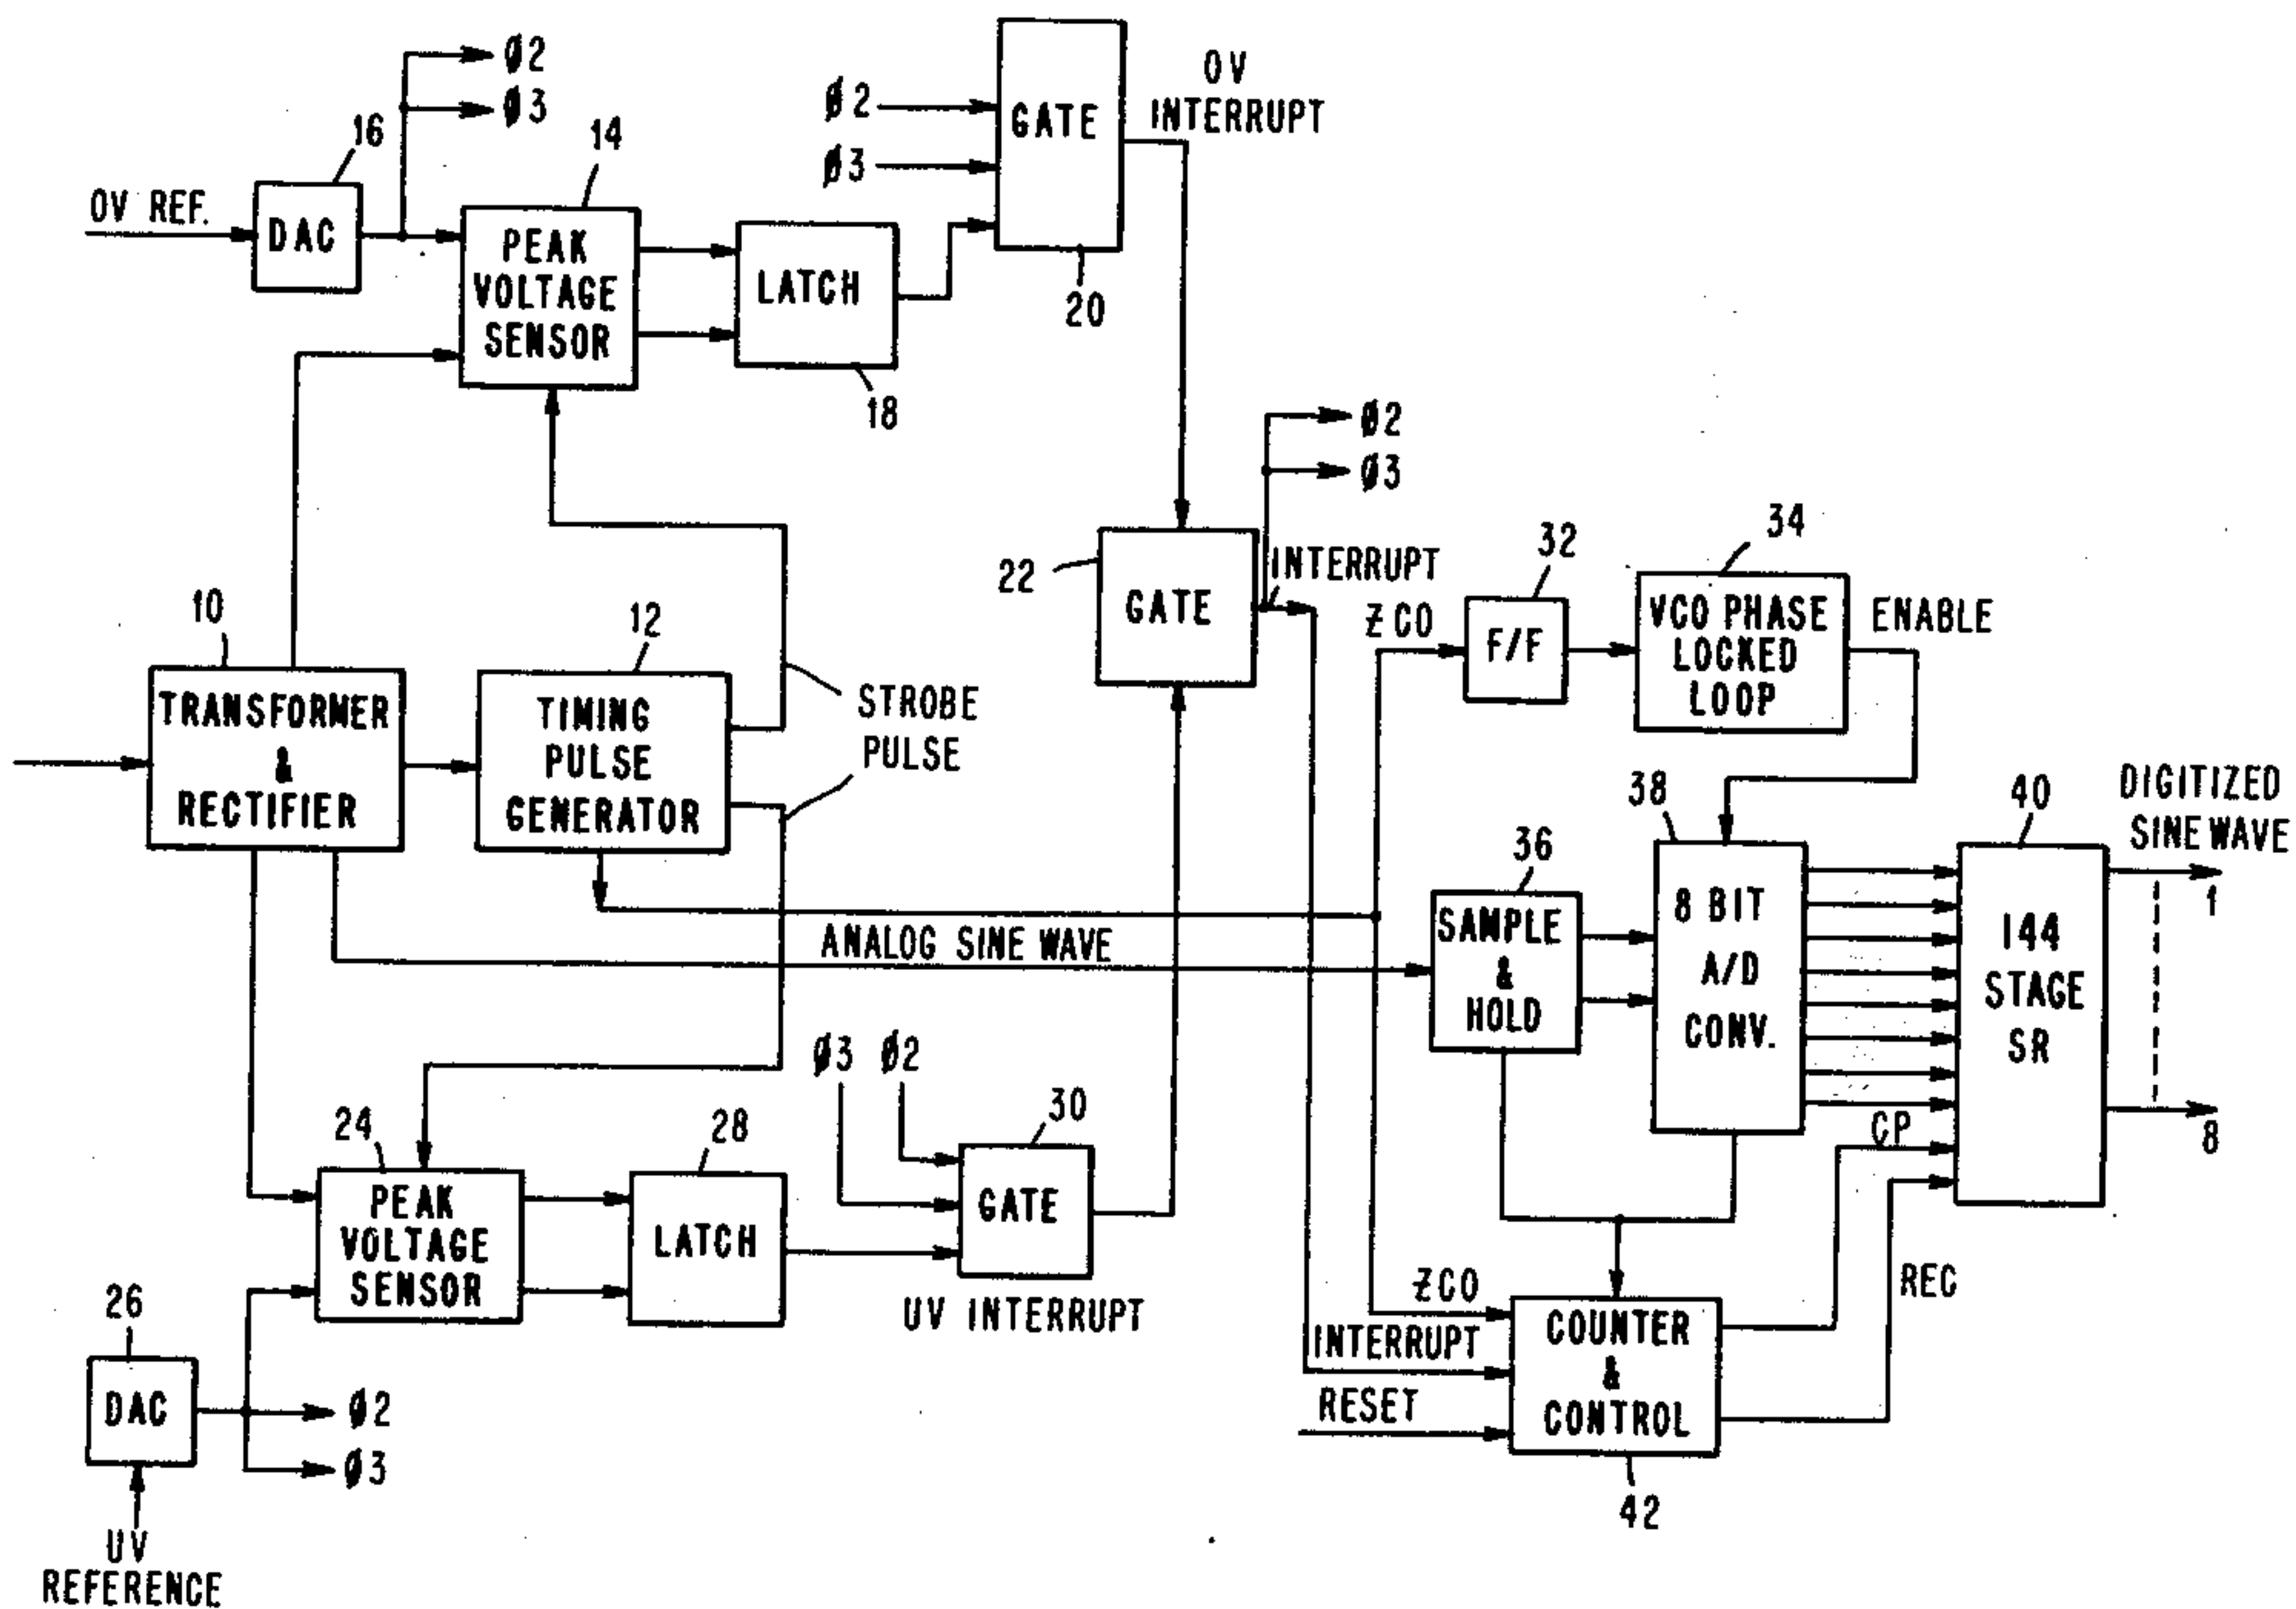 Ø2
Ø3
16
OV REF.
DAC
14
PEAK
VOLTAGE
SENSOR
LATCH
18
Ø2
Ø3
GATE
20
OV
INTERRUPT
Ø2
Ø3
22
GATE
INTERRUPT
ZCO
32
F/F
34
VCO PHASE
LOCKED
LOOP
ENABLE
10
TRANSFORMER
&
RECTIFIER
12
TIMING
PULSE
GENERATOR
STROBE
PULSE
ANALOG SINE WAVE
36
SAMPLE
&
HOLD
38
8 BIT
A/D
CONV.
40
144
STAGE
SR
DIGITIZED
SINE WAVE
1
8
CP
REC
Ø3 Ø2
30
GATE
UV INTERRUPT
24
PEAK
VOLTAGE
SENSOR
28
LATCH
26
DAC
Ø2
Ø3
UV
REFERENCE
ZCO
INTERRUPT
RESET
COUNTER
&
CONTROL
42